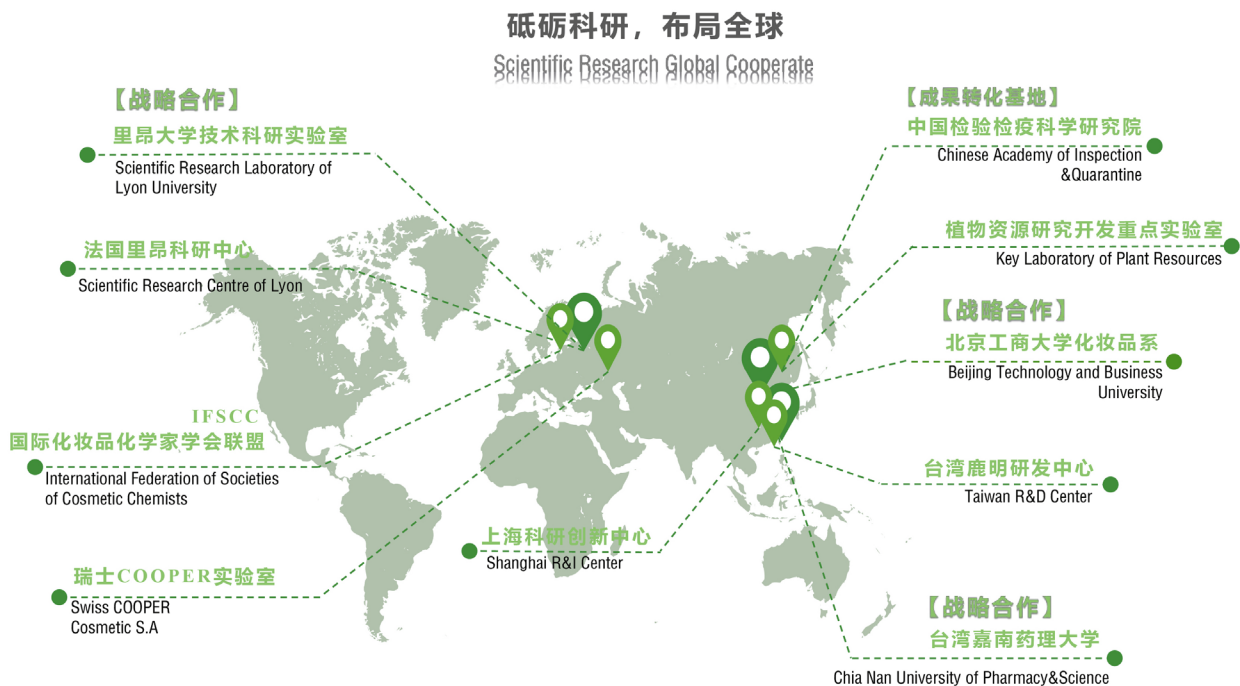 砥砺科研，布局全球
Scientific Research Global Cooperate
【战略合作】
里昂大学技术科研实验室
Scientific Research Laboratory of
Lyon University
法国里昂科研中心
Scientific Research Centre of Lyon
IFSCC
国际化妆品化学家学会联盟
International Federation of Societies
of Cosmetic Chemists
瑞士COOPER实验室
Swiss COOPER
Cosmetic S.A
上海科研创新中心
Shanghai R&I Center
【成果转化基地】
中国检验检疫科学研究院
Chinese Academy of Inspection
&Quarantine
植物资源研究开发重点实验室
Key Laboratory of Plant Resources
【战略合作】
北京工商大学化妆品系
Beijing Technology and Business
University
台湾鹿明研发中心
Taiwan R&D Center
【战略合作】
台湾嘉南药理大学
Chia Nan University of Pharmacy&Science